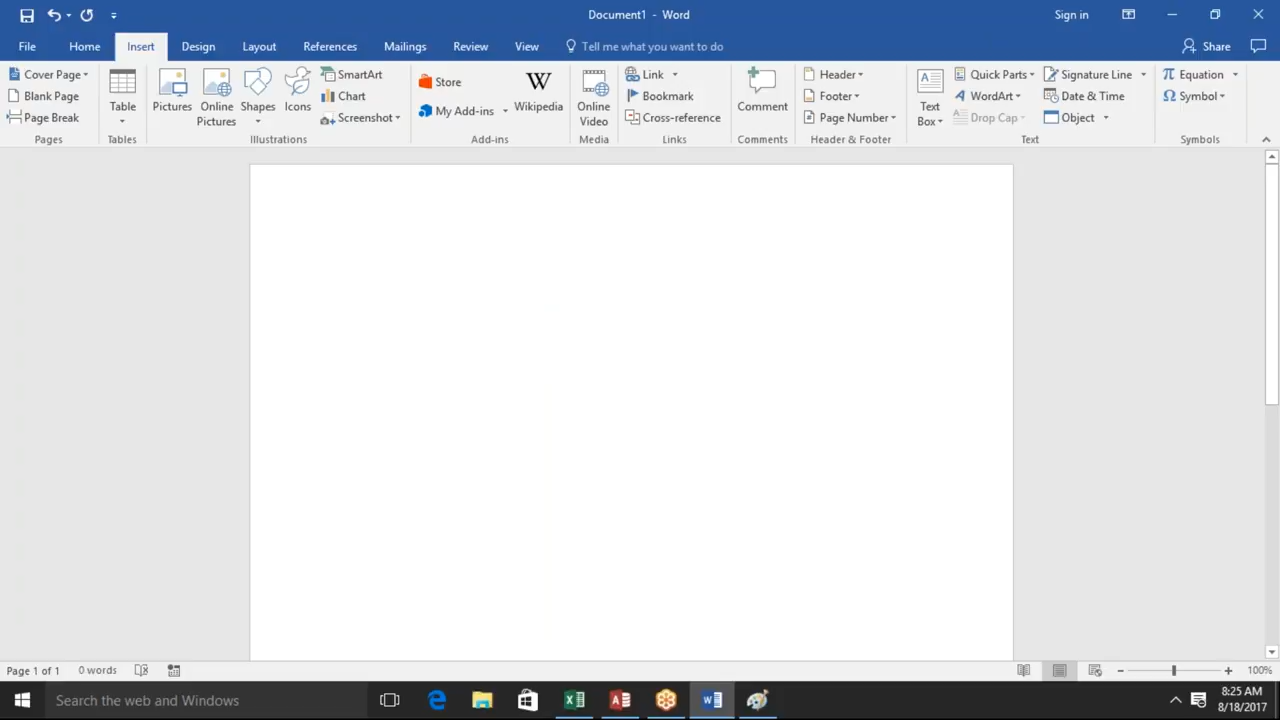 Document1 - Word
Sign in
File Home Insert Design Layout References Mailings Review View Tell me what you want to do Share
Cover Page
Blank Page
Page Break
Pages
Table
Tables
Pictures
Online Pictures
Shapes
Icons
SmartArt
Chart
Screenshot
Illustrations
Store
My Add-ins
W
Wikipedia
Add-ins
Online Video
Media
Link
Bookmark
Cross-reference
Links
Comment
Comments
Header
Footer
Page Number
Header & Footer
Text Box
Quick Parts
WordArt
Drop Cap
Signature Line
Date & Time
Object
Text
π Equation
Ω Symbol
Symbols
Page 1 of 1 0 words 100%
Search the web and Windows
8:25 AM
8/18/2017